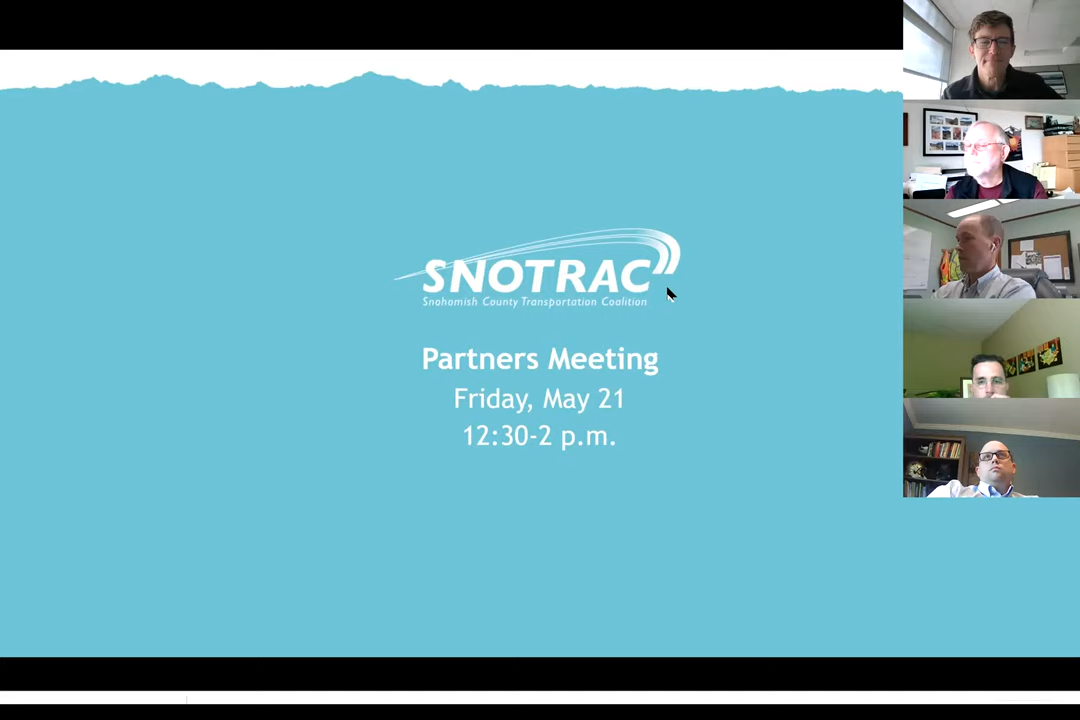 SNOTRAC
Snohomish County Transportation Coalition
Partners Meeting
Friday, May 21
12:30-2 p.m.